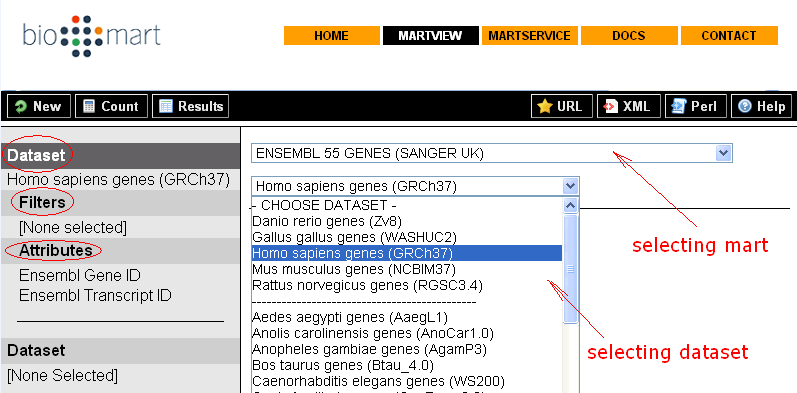 bio mart
HOME MARTVIEW MARTSERVICE DOCS CONTACT
New Count Results URL XML Perl Help
Dataset
Homo sapiens genes (GRCh37)
Filters
[None selected]
Attributes
Ensembl Gene ID
Ensembl Transcript ID
Dataset
[None Selected]
ENSEMBL 55 GENES (SANGER UK)
Homo sapiens genes (GRCh37)
- CHOOSE DATASET -
Danio rerio genes (Zv8)
Gallus gallus genes (WASHUC2)
Homo sapiens genes (GRCh37)
Mus musculus genes (NCBIM37)
Rattus norvegicus genes (RGSC3.4)
--------------------------------------------
Aedes aegypti genes (AaegL1)
Anolis carolinensis genes (AnoCar1.0)
Anopheles gambiae genes (AgamP3)
Bos taurus genes (Btau_4.0)
Caenorhabditis elegans genes (WS200)
selecting mart
selecting dataset